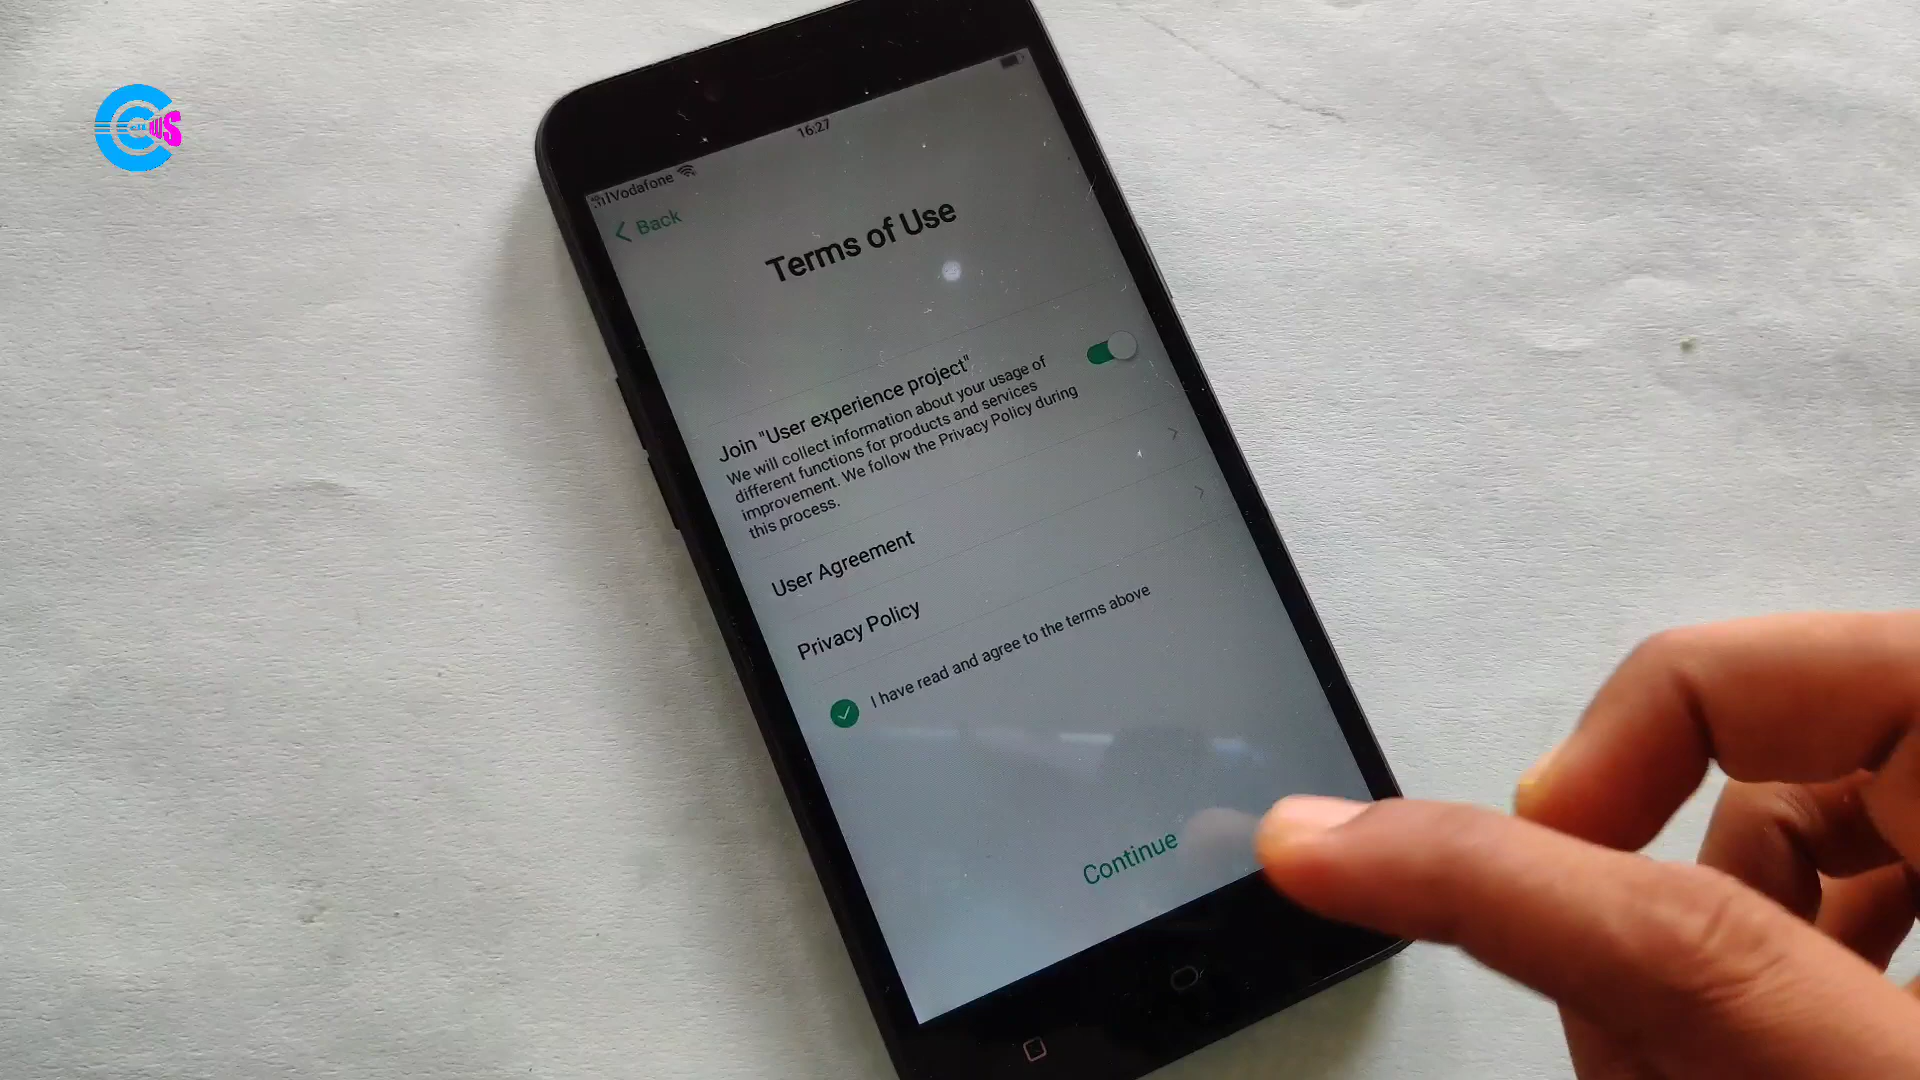 Vodafone
16:27
Back
Terms of Use
Join "User experience project"
We will collect information about your usage of
different functions for products and services
improvement. We follow the Privacy Policy during
this process.
User Agreement
Privacy Policy
I have read and agree to the terms above
Continue